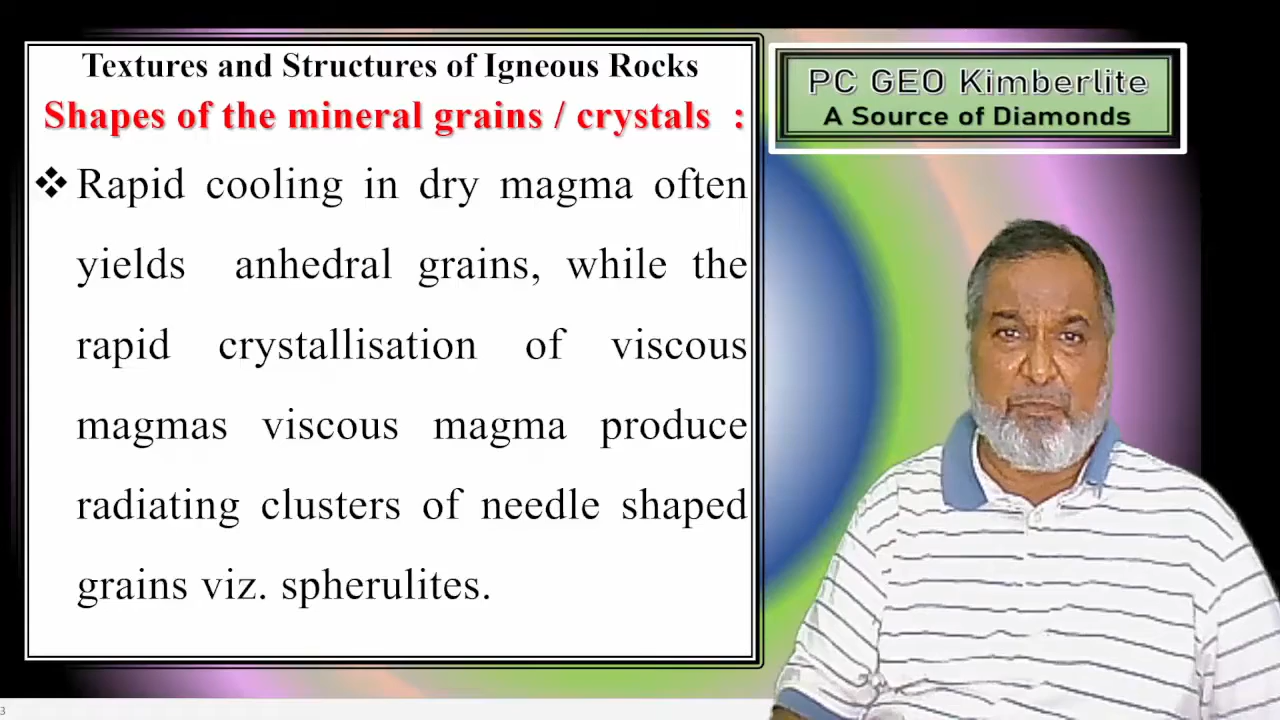 Textures and Structures of Igneous Rocks
Shapes of the mineral grains / crystals :
❖ Rapid cooling in dry magma often
yields anhedral grains, while the
rapid crystallisation of viscous
magmas viscous magma produce
radiating clusters of needle shaped
grains viz. spherulites.
PC GEO Kimberlite
A Source of Diamonds
3